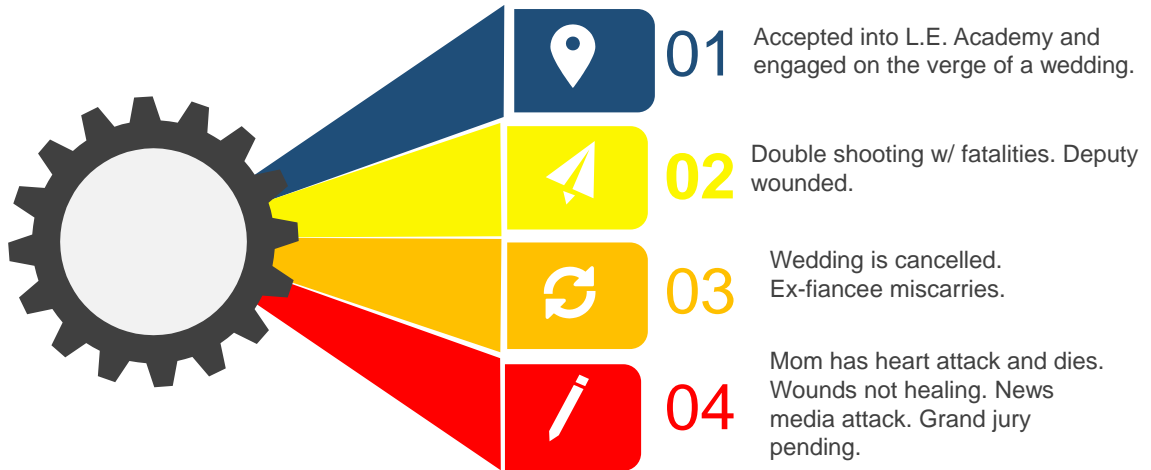 01
Accepted into L.E. Academy and
engaged on the verge of a wedding.
02
Double shooting w/ fatalities. Deputy
wounded.
03
Wedding is cancelled.
Ex-fiancee miscarries.
04
Mom has heart attack and dies.
Wounds not healing. News
media attack. Grand jury
pending.